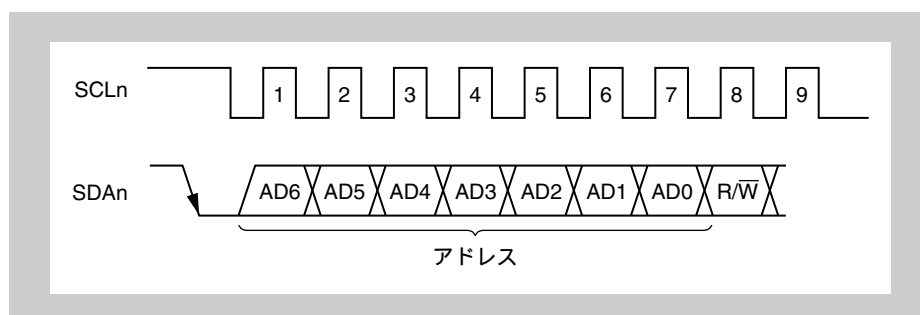 SCLn 1 2 3 4 5 6 7 8 9
SDAn AD6 AD5 AD4 AD3 AD2 AD1 AD0 R/W̅
アドレス